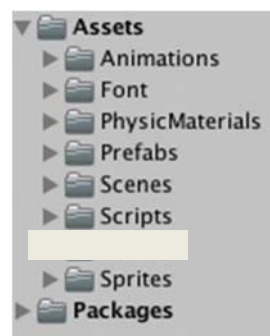 Assets
Animations
Font
PhysicMaterials
Prefabs
Scenes
Scripts
Sprites
Packages